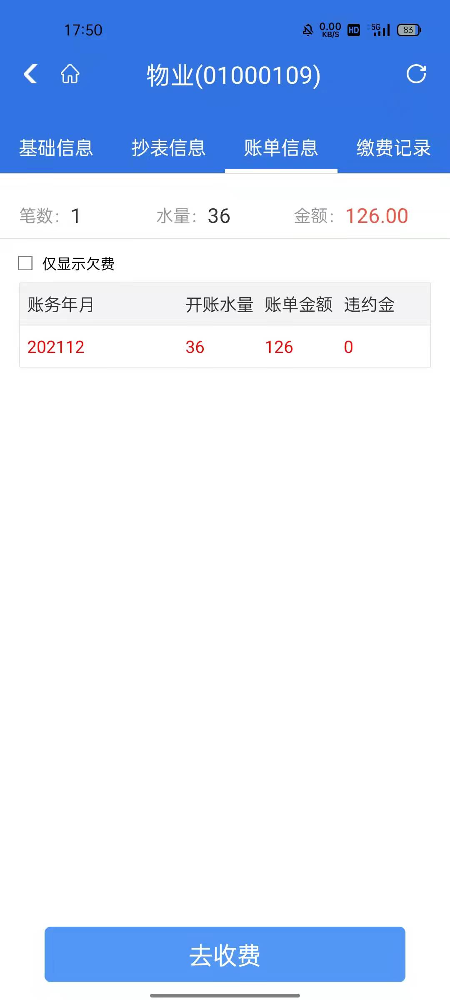 17:50 0.00 KB/S HD 5G 83
物业(01000109)
基础信息 抄表信息 账单信息 缴费记录
笔数： 1 水量： 36 金额： 126.00
仅显示欠费
账务年月 开账水量 账单金额 违约金
202112 36 126 0
去收费